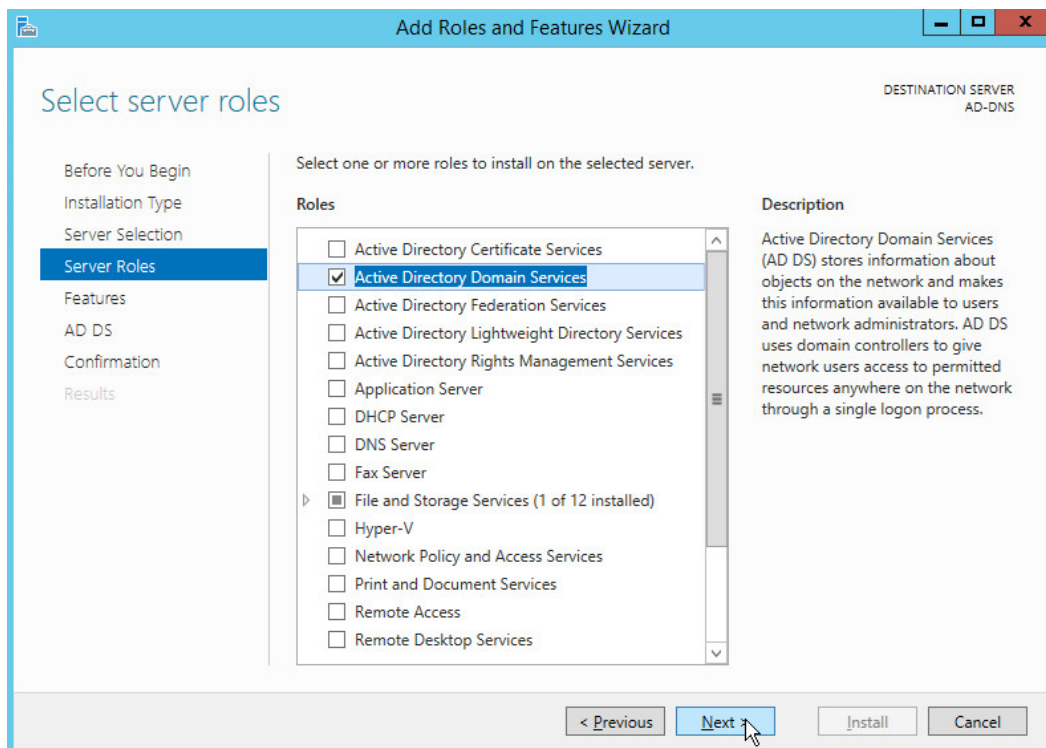 Add Roles and Features Wizard
Select server roles
DESTINATION SERVER
AD-DNS
Before You Begin
Installation Type
Server Selection
Server Roles
Features
AD DS
Confirmation
Results
Select one or more roles to install on the selected server.
Roles
Active Directory Certificate Services
Active Directory Domain Services
Active Directory Federation Services
Active Directory Lightweight Directory Services
Active Directory Rights Management Services
Application Server
DHCP Server
DNS Server
Fax Server
File and Storage Services (1 of 12 installed)
Hyper-V
Network Policy and Access Services
Print and Document Services
Remote Access
Remote Desktop Services
Description
Active Directory Domain Services
(AD DS) stores information about
objects on the network and makes
this information available to users
and network administrators. AD DS
uses domain controllers to give
network users access to permitted
resources anywhere on the network
through a single logon process.
< Previous
Next >
Install
Cancel